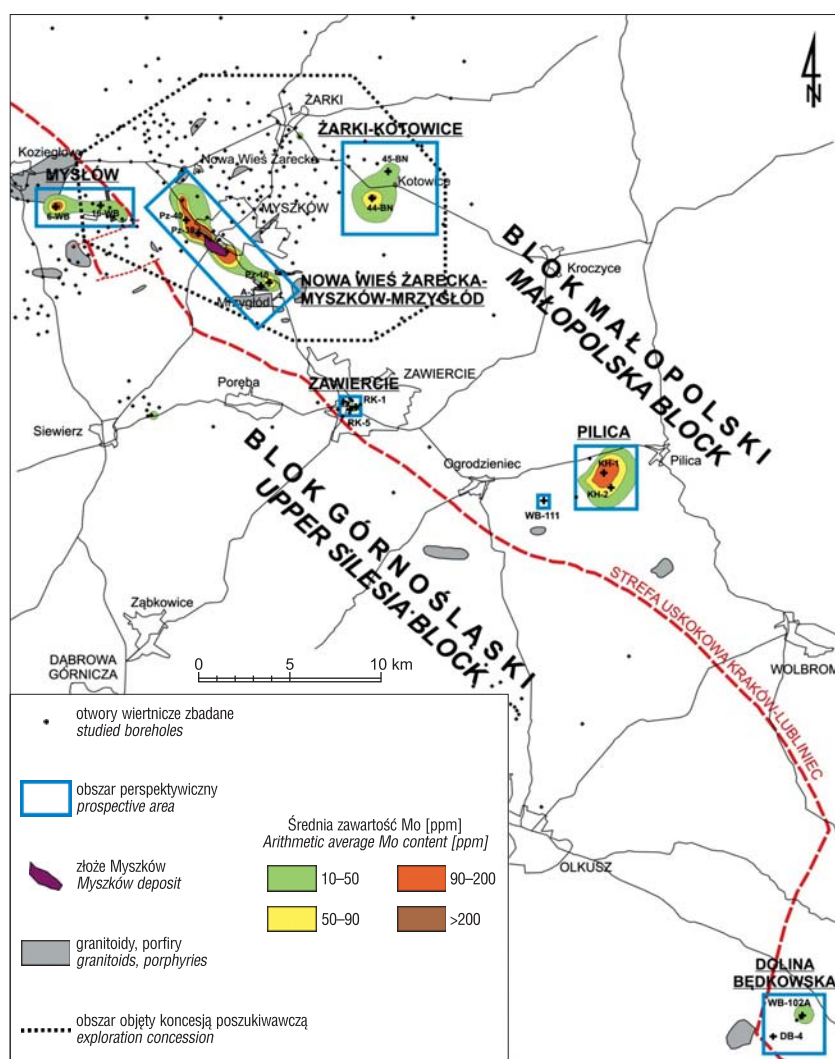 N
ŻARKI
ŻARKI-KOTOWICE
Koziegłowy
Nowa Wieś Żarecka
45-BN
MYSŁÓW
Kotowice
6-WB
16-WB
Pz-40
MYSZKÓW
44-BN
Pz-38
BLOK MAŁOPOLSKI
MAŁOPOLSKA BLOCK
Kroczyce
Pz-18
NOWA WIEŚ ŻARECKA-
MYSZKÓW-MRZYGŁÓD
Mrzygłód
ZAWIERCIE
ZAWIERCIE
Poręba
RK-1
RK-5
Siewierz
PILICA
Pilica
BLOK GÓRNOŚLĄSKI
UPPER SILESIA BLOCK
Ogrodzieniec
KH-1
KH-2
WB-111
STREFA USKOKOWA KRAKÓW-LUBLINIEC
Ząbkowice
DĄBROWA
GÓRNICZA
WOLBROM
0 5 10 km
otwory wiertnicze zbadane
studied boreholes
obszar perspektywiczny
prospective area
Średnia zawartość Mo [ppm]
Arithmetic average Mo content [ppm]
złoże Myszków
Myszków deposit
10–50
90–200
50–90
>200
granitoidy, porfiry
granitoids, porphyries
obszar objęty koncesją poszukiwawczą
exploration concession
OLKUSZ
DOLINA
BĘDKOWSKA
WB-102A
DB-4